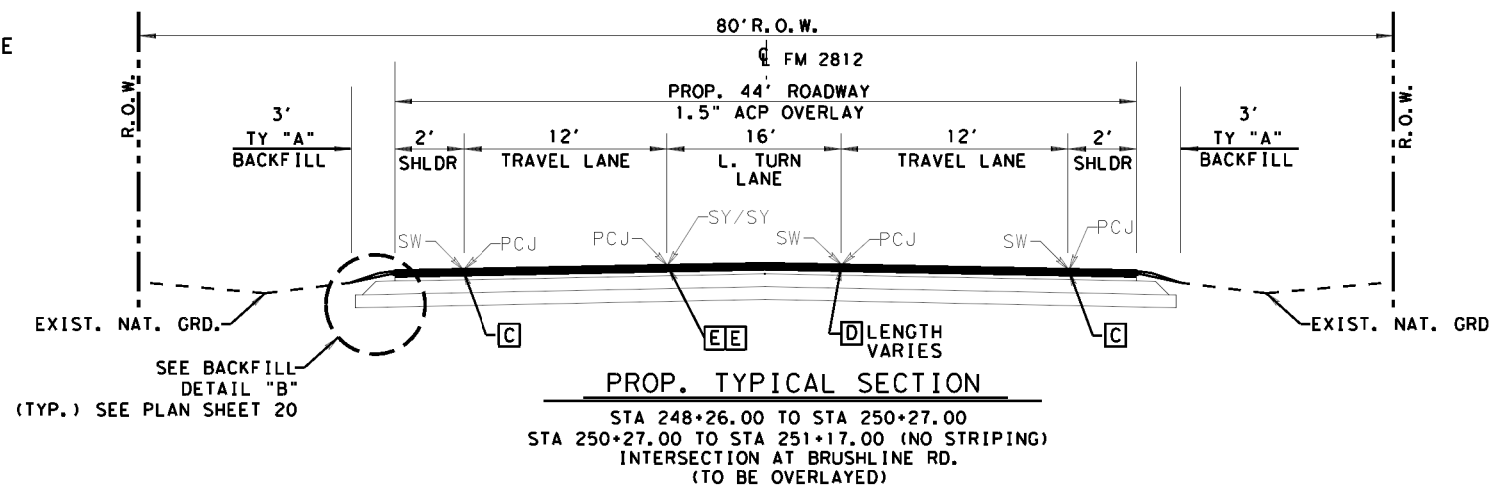 E
80' R.O.W.
℄ FM 2812
PROP. 44' ROADWAY
1.5" ACP OVERLAY
R.O.W.
R.O.W.
3'
TY "A"
BACKFILL
2'
SHLDR
12'
TRAVEL LANE
16'
L. TURN
LANE
12'
TRAVEL LANE
2'
SHLDR
3'
TY "A"
BACKFILL
SW
PCJ
PCJ
SY/SY
SW
PCJ
SW
PCJ
EXIST. NAT. GRD.
C
E E
D LENGTH
VARIES
C
EXIST. NAT. GRD
SEE BACKFILL
DETAIL "B"
(TYP.) SEE PLAN SHEET 20
PROP. TYPICAL SECTION
STA 248+26.00 TO STA 250+27.00
STA 250+27.00 TO STA 251+17.00 (NO STRIPING)
INTERSECTION AT BRUSHLINE RD.
(TO BE OVERLAYED)